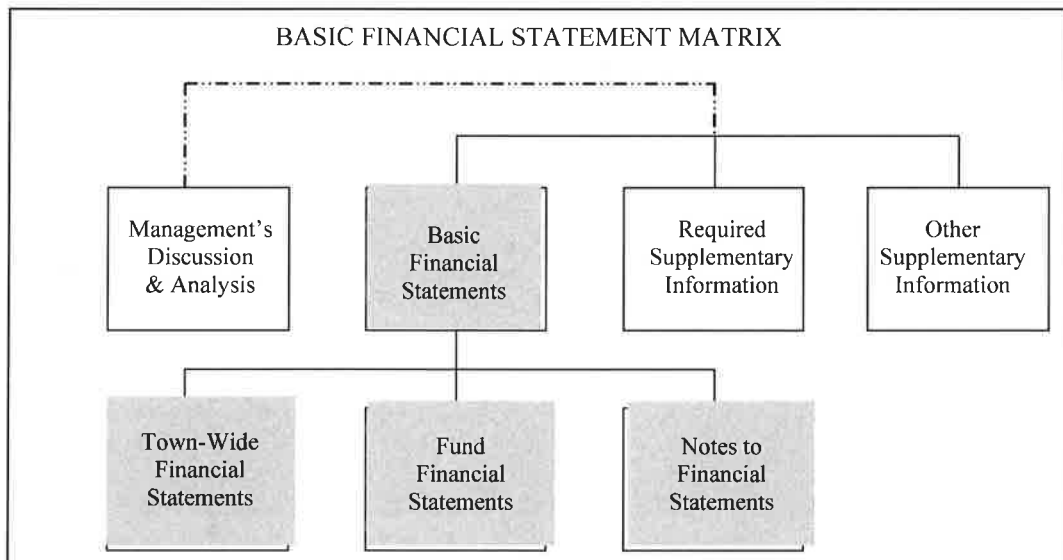 BASIC FINANCIAL STATEMENT MATRIX
Management's
Discussion
& Analysis
Basic
Financial
Statements
Required
Supplementary
Information
Other
Supplementary
Information
Town-Wide
Financial
Statements
Fund
Financial
Statements
Notes to
Financial
Statements